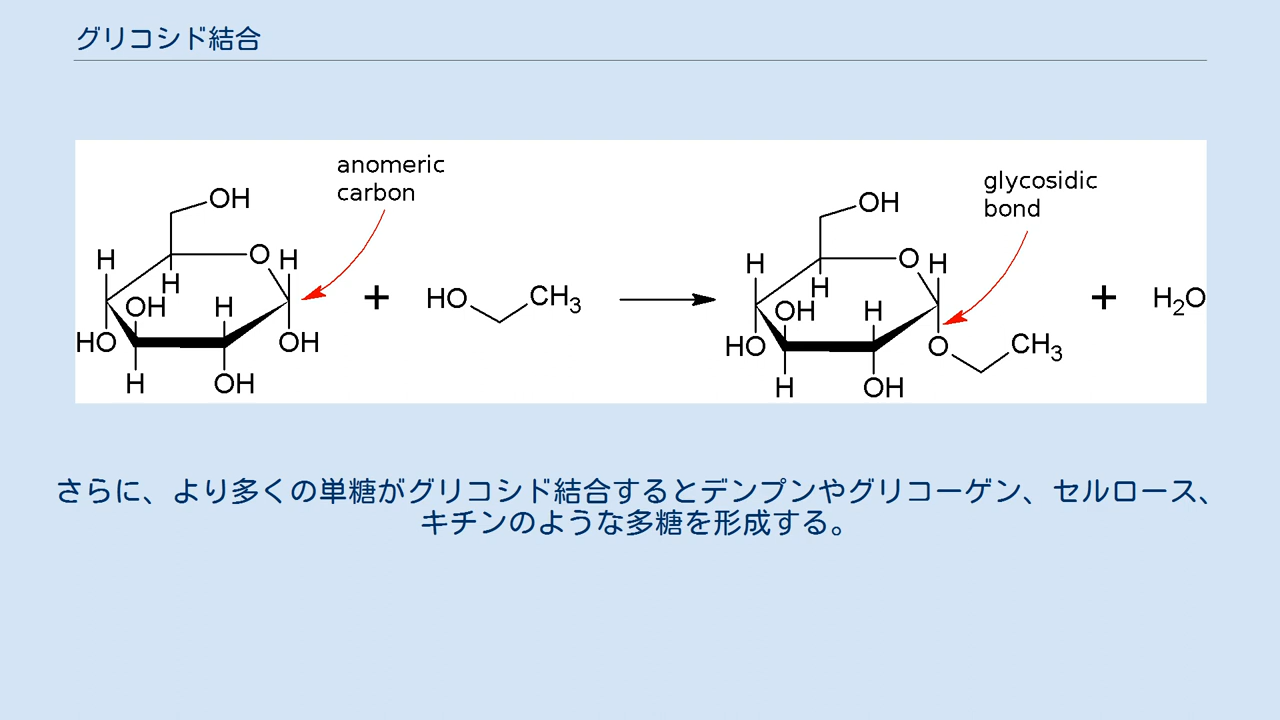 グリコシド結合
anomeric
carbon
glycosidic
bond
OH
H
O
H
H
OH
H
HO
OH
H
OH
+
HO
CH3
OH
H
O
H
H
OH
H
HO
O
CH3
H
OH
+
H2O
さらに、より多くの単糖がグリコシド結合するとデンプンやグリコーゲン、セルロース、
キチンのような多糖を形成する。